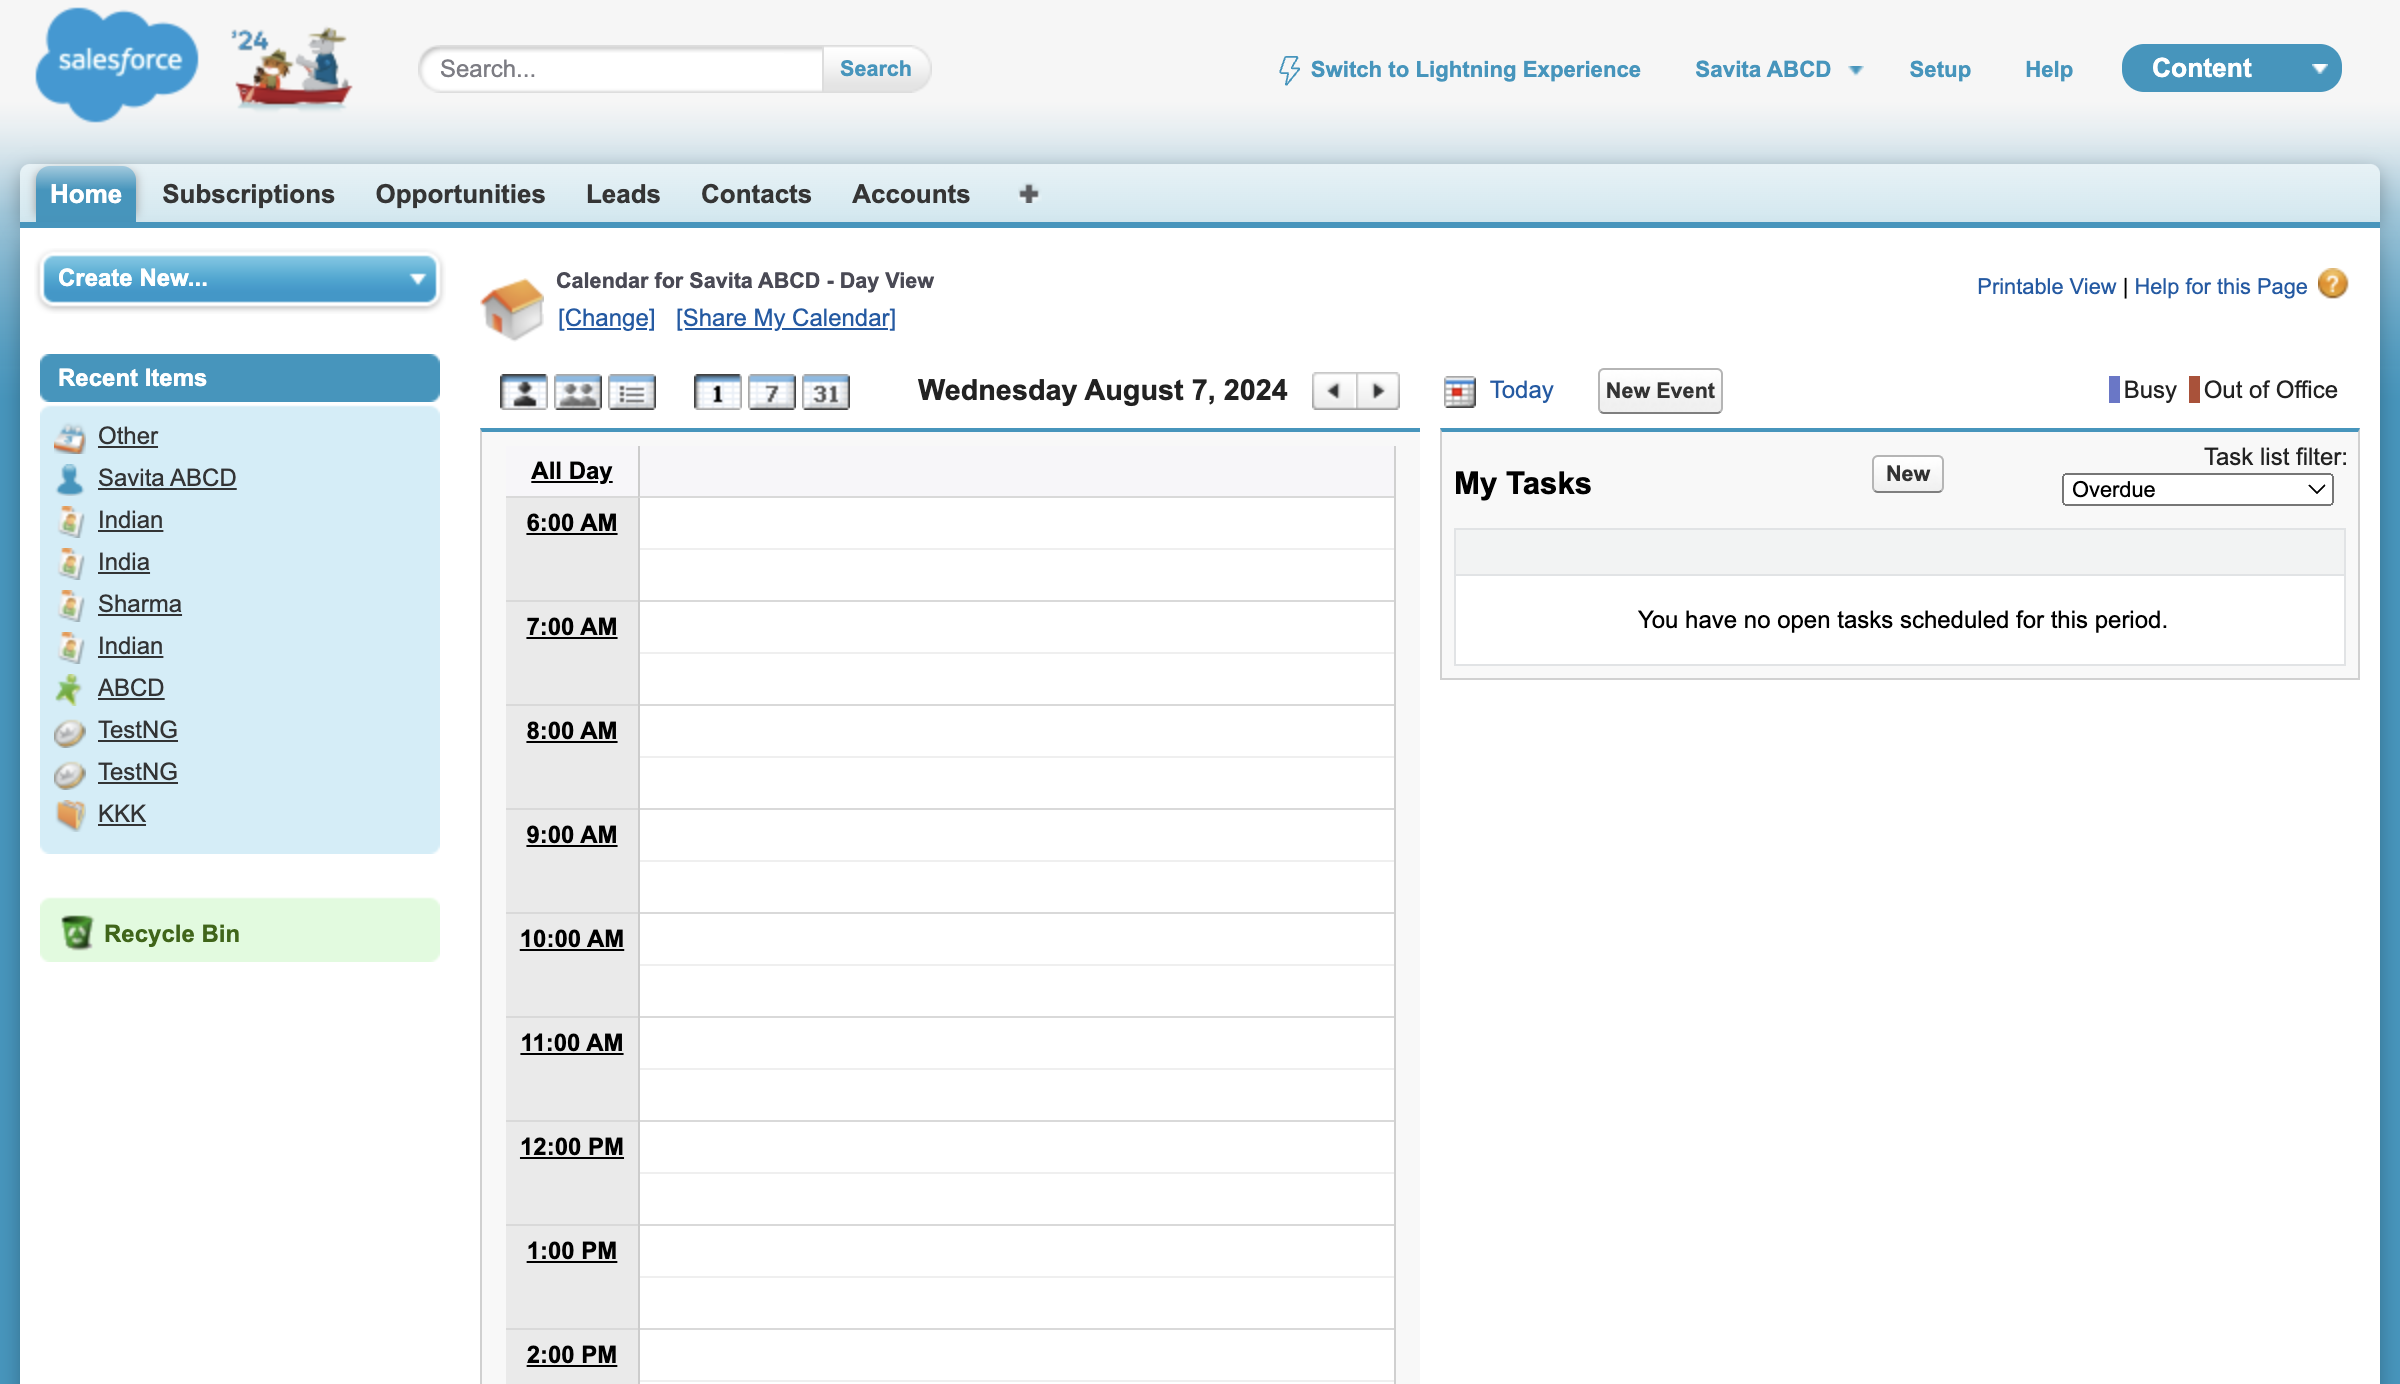 salesforce
'24
Search...
Search
Switch to Lightning Experience
Savita ABCD
Setup
Help
Content
Home
Subscriptions
Opportunities
Leads
Contacts
Accounts
Create New...
Calendar for Savita ABCD - Day View
[Change] [Share My Calendar]
Printable View | Help for this Page ?
Recent Items
Other
Savita ABCD
Indian
India
Sharma
Indian
ABCD
TestNG
TestNG
KKK
Recycle Bin
1
7
31
Wednesday August 7, 2024
Today
New Event
Busy
Out of Office
All Day
6:00 AM
7:00 AM
8:00 AM
9:00 AM
10:00 AM
11:00 AM
12:00 PM
1:00 PM
2:00 PM
My Tasks
New
Task list filter:
Overdue
You have no open tasks scheduled for this period.